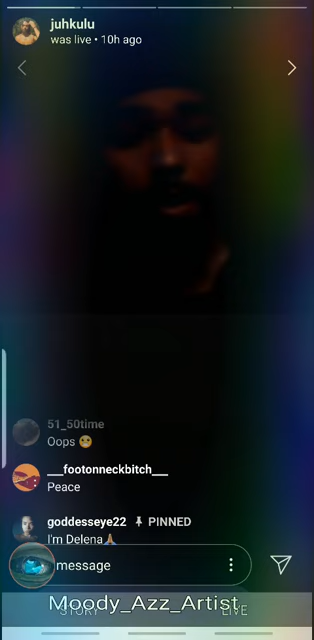 juhkulu
was live • 10h ago
51_50time
Oops 😬
___footonneckbitch___
Peace
goddesseye22 PINNED
I'm Delena🙏🏽
message
Moody_Azz_Artist
STORY LIVE